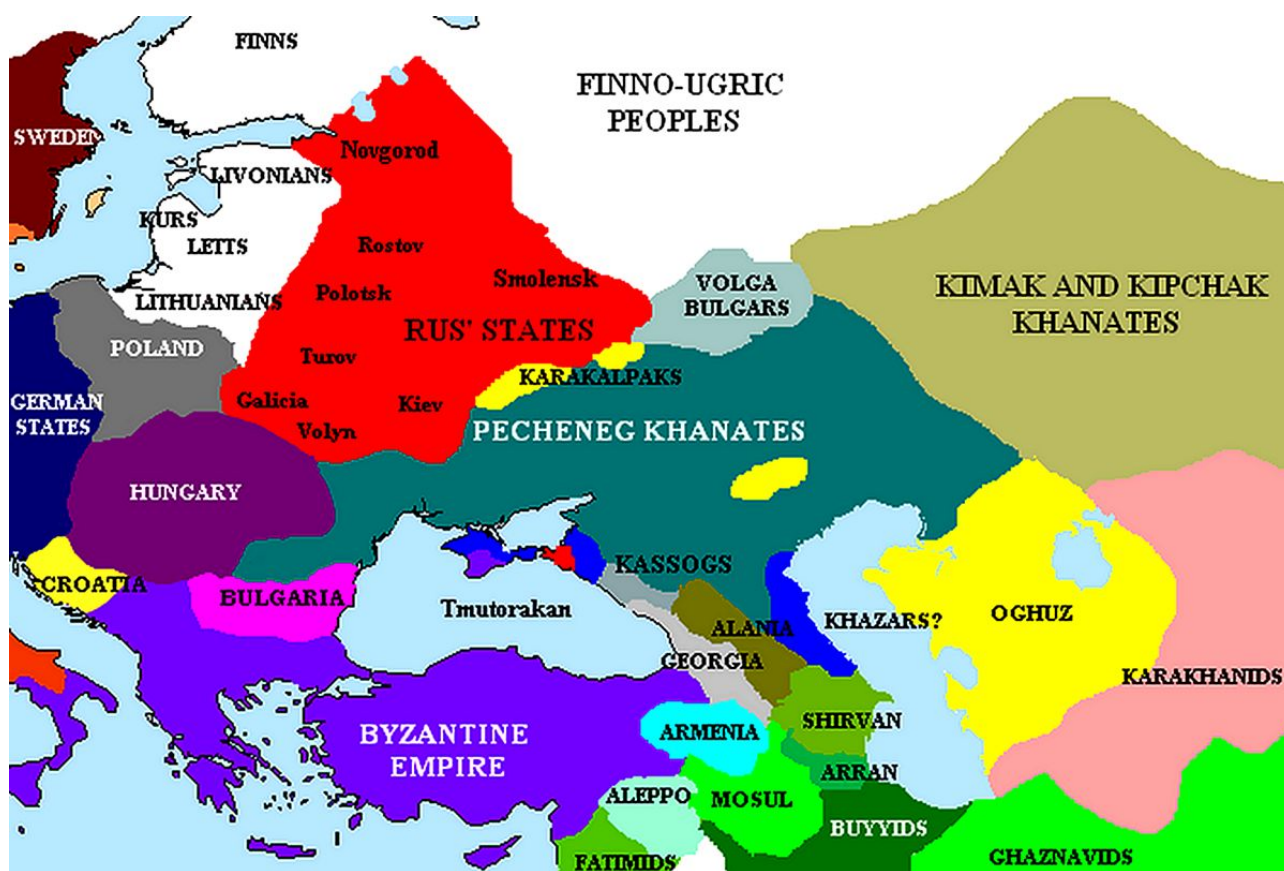 FINNS
FINNO-UGRIC
PEOPLES
SWEDEN
Novgorod
LIVONIANS
KURS
LETTS
Rostov
Smolensk
VOLGA
BULGARS
KIMAK AND KIPCHAK
KHANATES
LITHUANIANS
Polotsk
RUS' STATES
POLAND
Turov
KARAKALPAKS
GERMAN
STATES
Galicia
Kiev
Volyn
PECHENEG KHANATES
HUNGARY
CROATIA
BULGARIA
Tmutorakan
KASSOGS
ALANIA
KHAZARS?
OGHUZ
GEORGIA
KARAKHANIDS
BYZANTINE
EMPIRE
ARMENIA
SHIRVAN
ARRAN
ALEPPO
MOSUL
BUYYIDS
FATIMIDS
GHAZNAVIDS